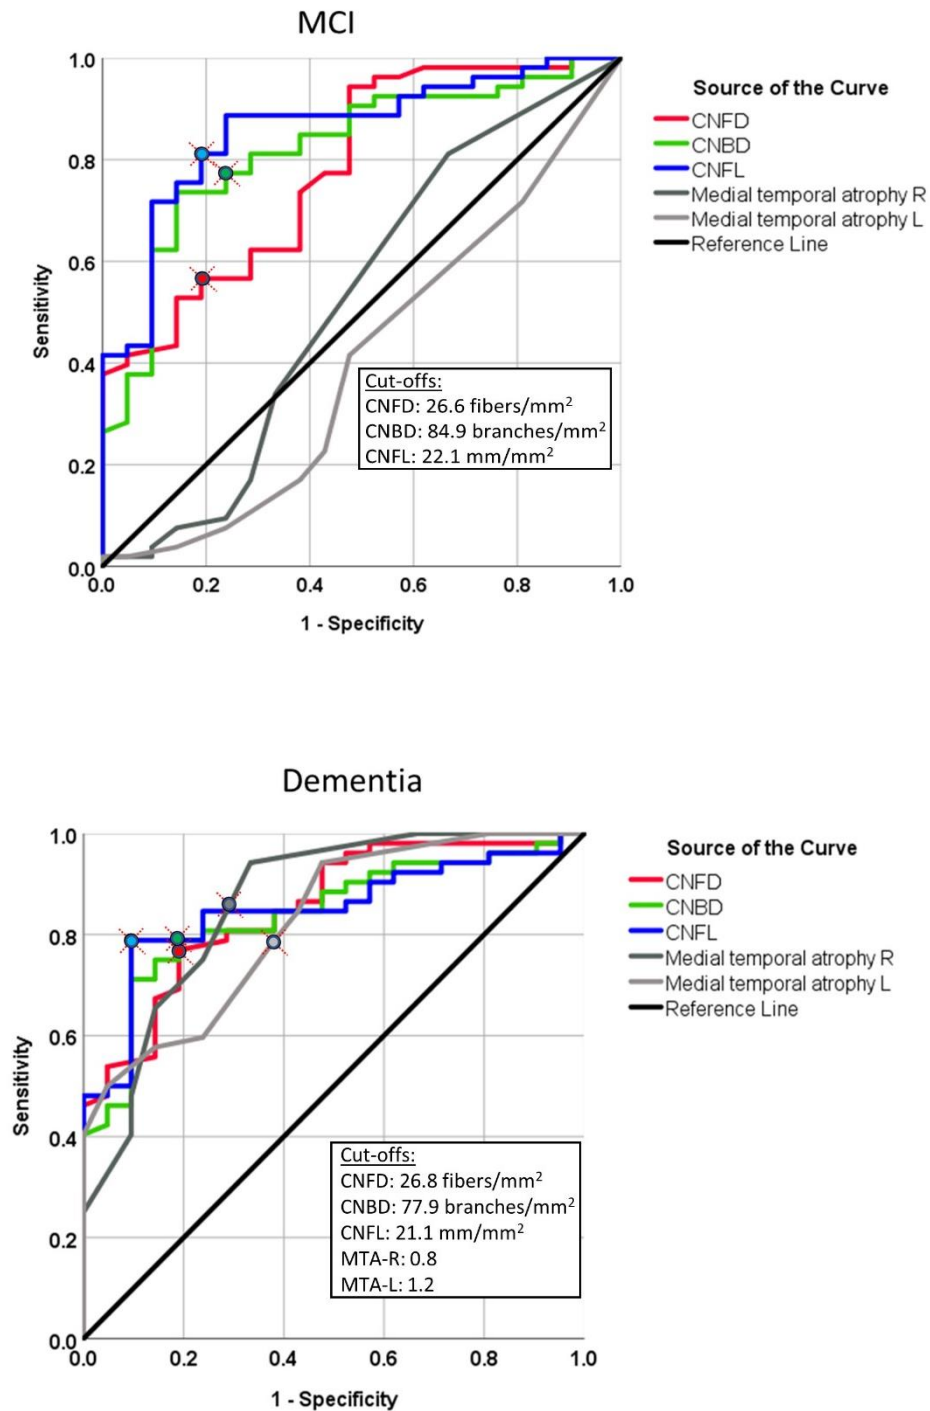 MCI
1.0
0.8
0.6
0.4
0.2
0.0
Sensitivity
0.0 0.2 0.4 0.6 0.8 1.0
1 - Specificity
Cut-offs:
CNFD: 26.6 fibers/mm²
CNBD: 84.9 branches/mm²
CNFL: 22.1 mm/mm²
Source of the Curve
CNFD
CNBD
CNFL
Medial temporal atrophy R
Medial temporal atrophy L
Reference Line
Dementia
1.0
0.8
0.6
0.4
0.2
0.0
Sensitivity
0.0 0.2 0.4 0.6 0.8 1.0
1 - Specificity
Cut-offs:
CNFD: 26.8 fibers/mm²
CNBD: 77.9 branches/mm²
CNFL: 21.1 mm/mm²
MTA-R: 0.8
MTA-L: 1.2
Source of the Curve
CNFD
CNBD
CNFL
Medial temporal atrophy R
Medial temporal atrophy L
Reference Line